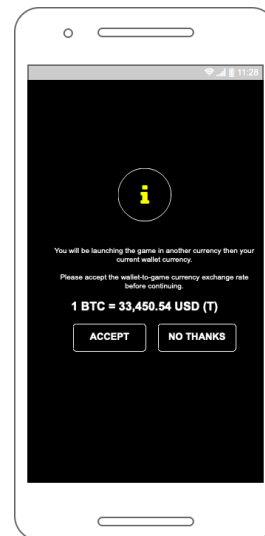 11:28
i
You will be launching the game in another currency then your
current wallet currency.
Please accept the wallet-to-game currency exchange rate
before continuing.
1 BTC = 33,450.54 USD (T)
ACCEPT NO THANKS